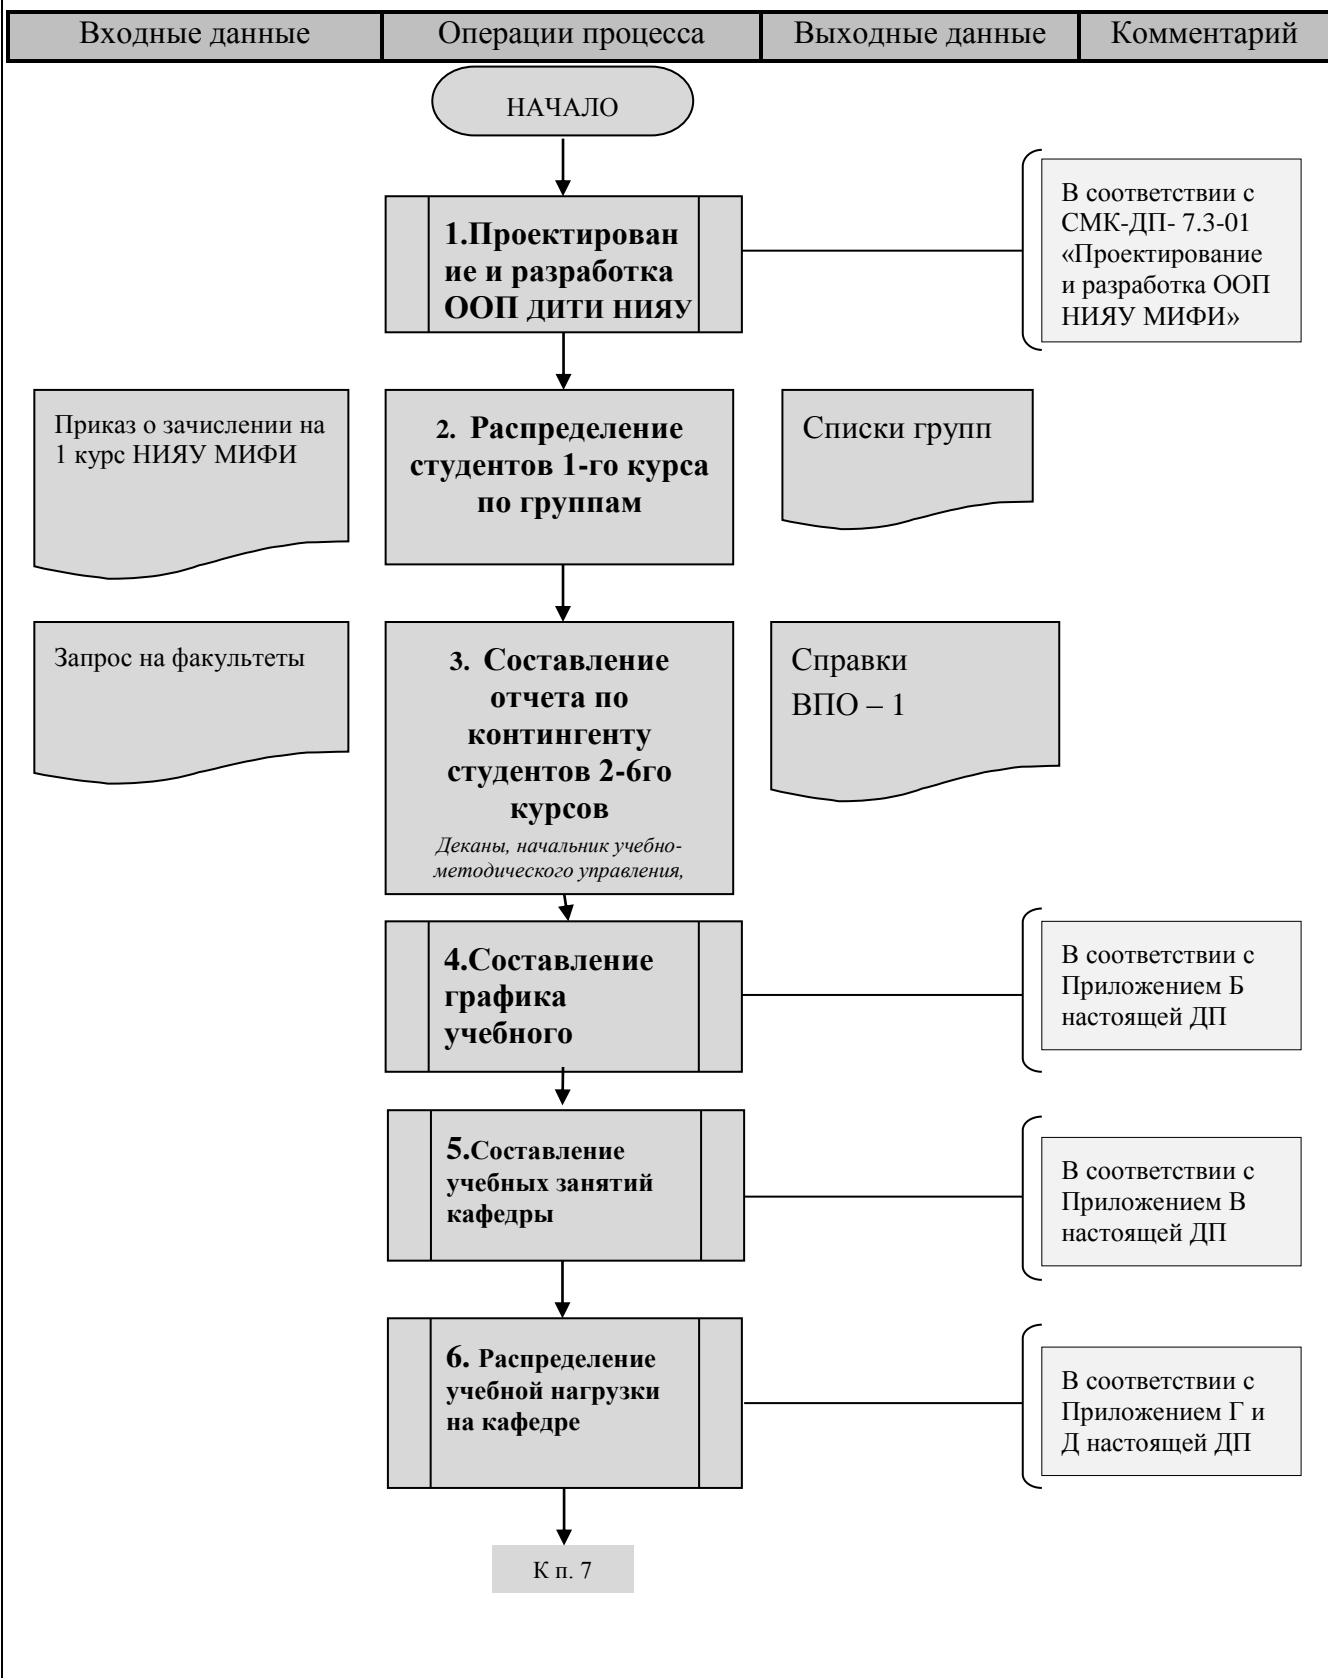 Входные данные
Операции процесса
Выходные данные
Комментарий
НАЧАЛО
1.Проектирован
ие и разработка
ООП ДИТИ НИЯУ
В соответствии с
СМК-ДП- 7.3-01
«Проектирование
и разработка ООП
НИЯУ МИФИ»
Приказ о зачислении на
1 курс НИЯУ МИФИ
2. Распределение
студентов 1-го курса
по группам
Списки групп
Запрос на факультеты
3. Составление
отчета по
контингенту
студентов 2-6го
курсов
Деканы, начальник учебно-
методического управления,
Справки
ВПО – 1
4.Составление
графика
учебного
В соответствии с
Приложением Б
настоящей ДП
5.Составление
учебных занятий
кафедры
В соответствии с
Приложением В
настоящей ДП
6. Распределение
учебной нагрузки
на кафедре
В соответствии с
Приложением Г и
Д настоящей ДП
К п. 7